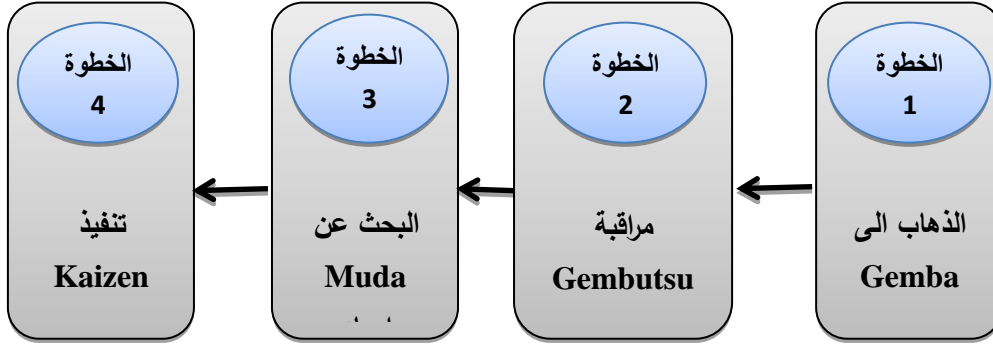 الخطوة
1
الذهاب الى
Gemba
الخطوة
2
مراقبة
Gembutsu
الخطوة
3
البحث عن
Muda
الخطوة
4
تنفيذ
Kaizen